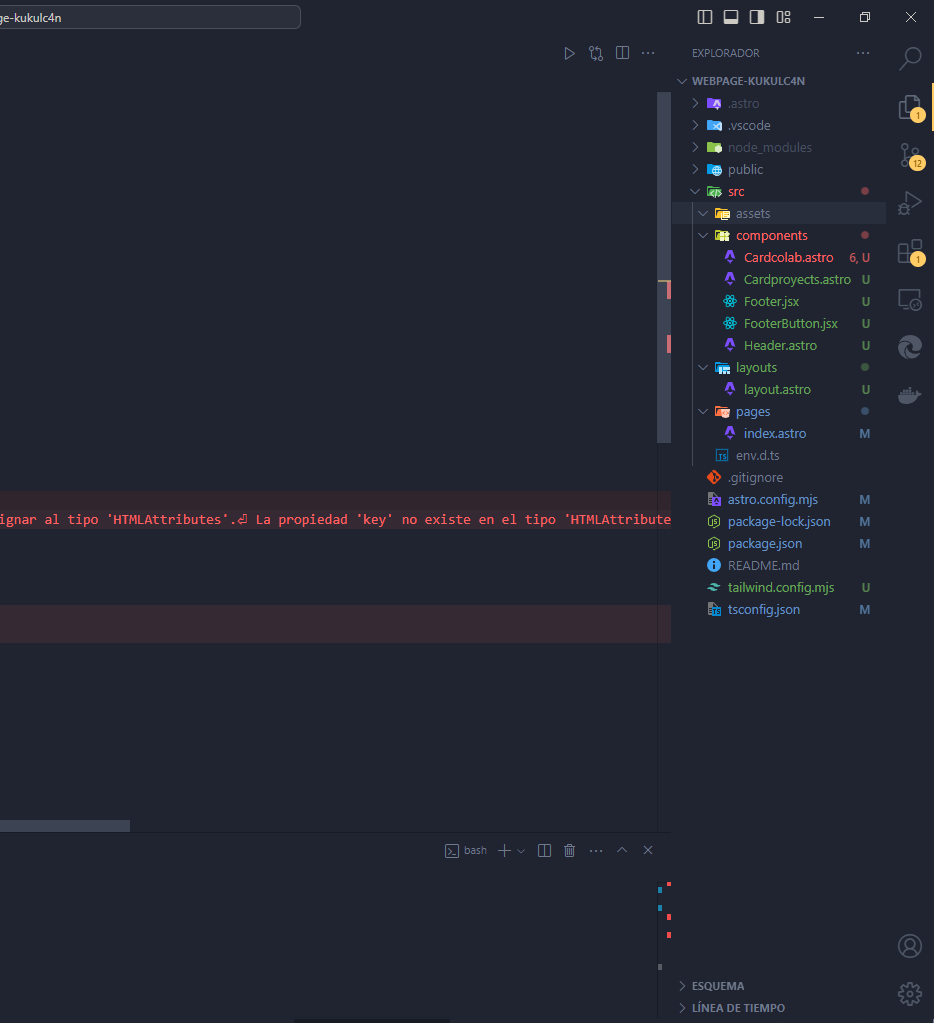 ge-kukulc4n
EXPLORADOR
WEBPAGE-KUKULC4N
.astro
.vscode
node_modules
public
src
assets
components
Cardcolab.astro 6, U
Cardproyects.astro U
Footer.jsx U
FooterButton.jsx U
Header.astro U
layouts
layout.astro U
pages
index.astro M
env.d.ts
.gitignore
astro.config.mjs M
package-lock.json M
package.json M
README.md
tailwind.config.mjs U
tsconfig.json M
1
12
1
ignar al tipo 'HTMLAttributes'.⏎ La propiedad 'key' no existe en el tipo 'HTMLAttribute
bash
ESQUEMA
LÍNEA DE TIEMPO